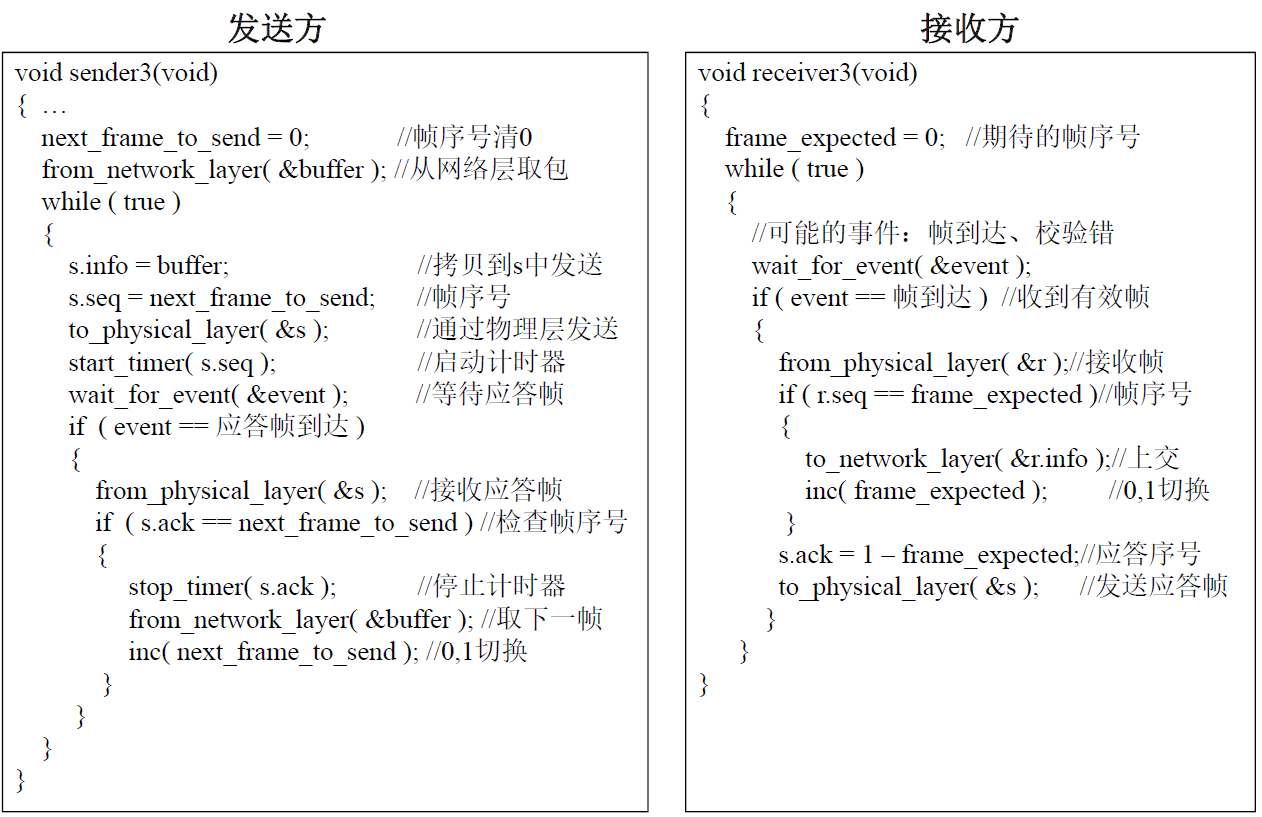 发送方
void sender3(void)
{ …
next_frame_to_send = 0; //帧序号清0
from_network_layer( &buffer ); //从网络层取包
while ( true )
{
s.info = buffer; //拷贝到s中发送
s.seq = next_frame_to_send; //帧序号
to_physical_layer( &s ); //通过物理层发送
start_timer( s.seq ); //启动计时器
wait_for_event( &event ); //等待应答帧
if ( event == 应答帧到达 )
{
from_physical_layer( &s ); //接收应答帧
if ( s.ack == next_frame_to_send ) //检查帧序号
{
stop_timer( s.ack ); //停止计时器
from_network_layer( &buffer ); //取下一帧
inc( next_frame_to_send ); //0,1切换
}
}
}
}
接收方
void receiver3(void)
{
frame_expected = 0; //期待的帧序号
while ( true )
{
//可能的事件：帧到达、校验错
wait_for_event( &event );
if ( event == 帧到达 ) //收到有效帧
{
from_physical_layer( &r );//接收帧
if ( r.seq == frame_expected )//帧序号
{
to_network_layer( &r.info );//上交
inc( frame_expected ); //0,1切换
}
s.ack = 1 – frame_expected;//应答序号
to_physical_layer( &s ); //发送应答帧
}
}
}